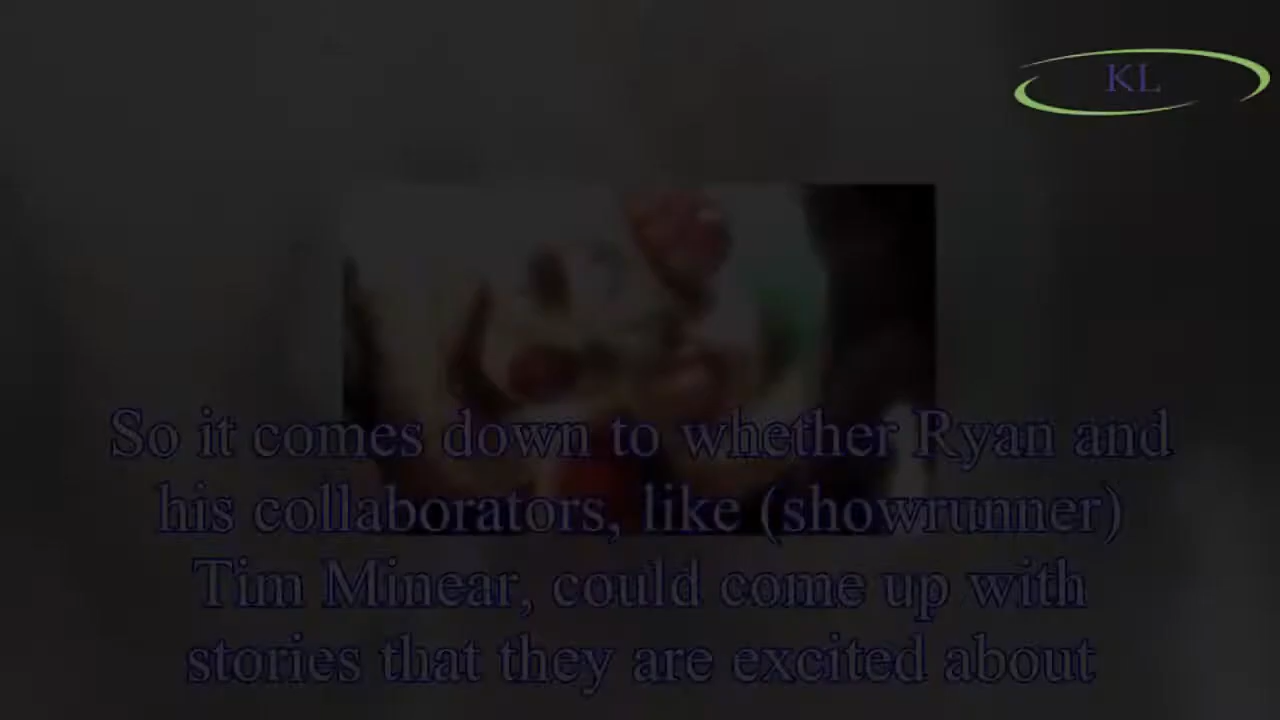 KL
So it comes down to whether Ryan and
his collaborators, like (showrunner)
Tim Minear, could come up with
stories that they are excited about